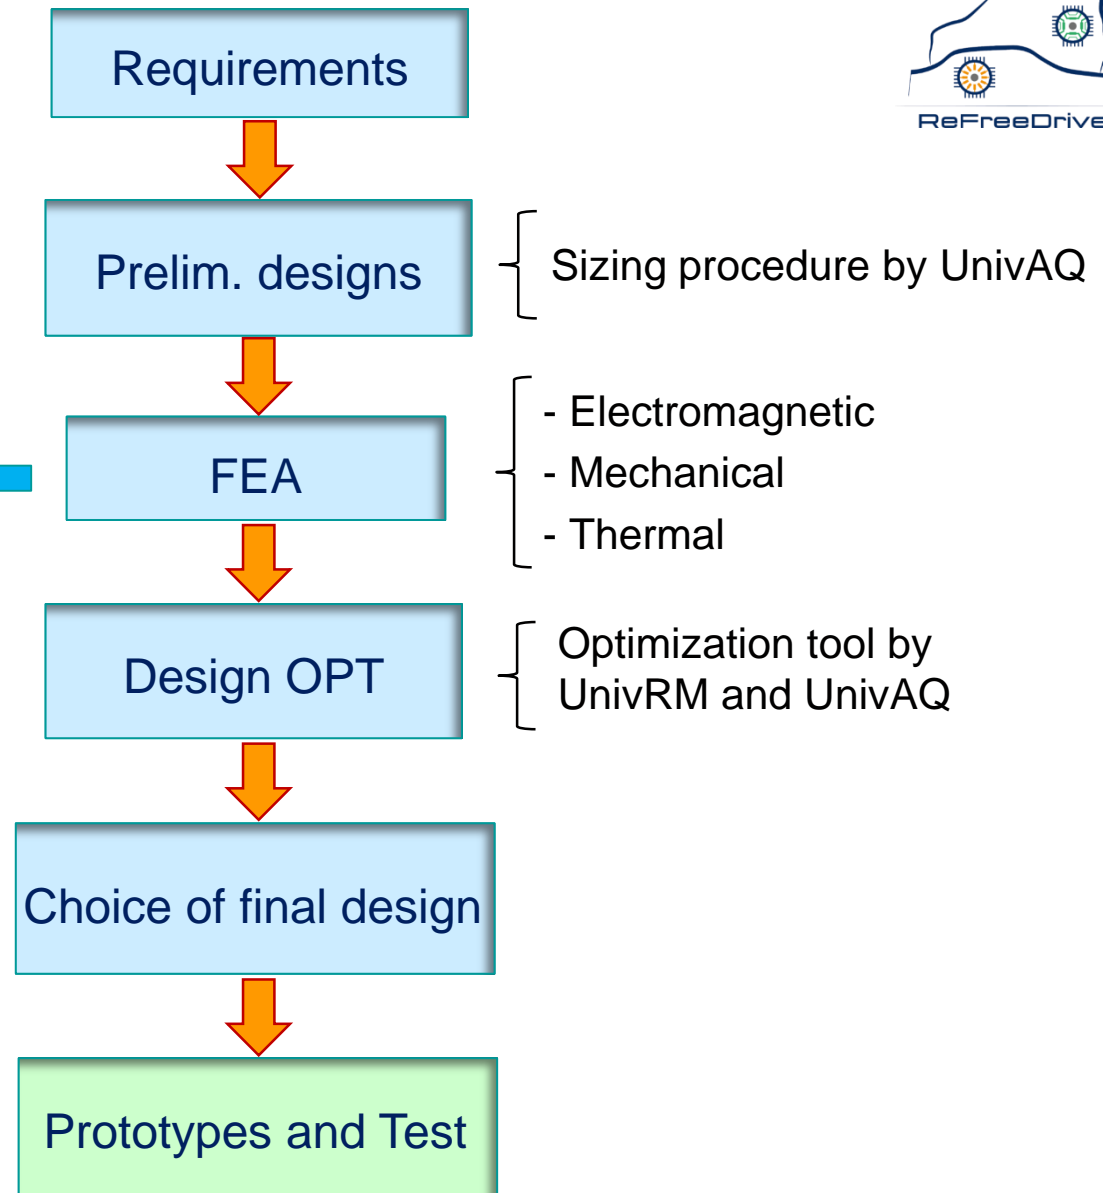 Requirements
ReFreeDrive
Prelim. designs
Sizing procedure by UnivAQ
FEA
- Electromagnetic
- Mechanical
- Thermal
Design OPT
Optimization tool by
UnivRM and UnivAQ
Choice of final design
Prototypes and Test